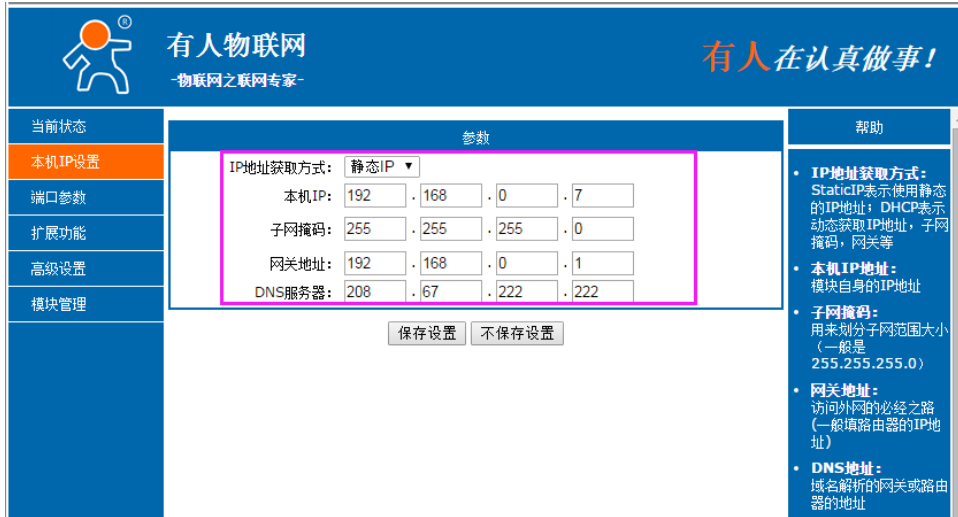 ®
有人物联网
-物联网之联网专家-
有人在认真做事!
当前状态
本机IP设置
端口参数
扩展功能
高级设置
模块管理
参数
IP地址获取方式: 静态IP ▼
本机IP: 192 . 168 . 0 . 7
子网掩码: 255 . 255 . 255 . 0
网关地址: 192 . 168 . 0 . 1
DNS服务器: 208 . 67 . 222 . 222
保存设置 不保存设置
帮助
• IP地址获取方式:
StaticIP表示使用静态
的IP地址；DHCP表示
动态获取IP地址，子网
掩码，网关等
• 本机IP地址:
模块自身的IP地址
• 子网掩码:
用来划分子网范围大小
（一般是
255.255.255.0）
• 网关地址:
访问外网的必经之路
(一般填路由器的IP地
址)
• DNS地址:
域名解析的网关或路由
器的地址